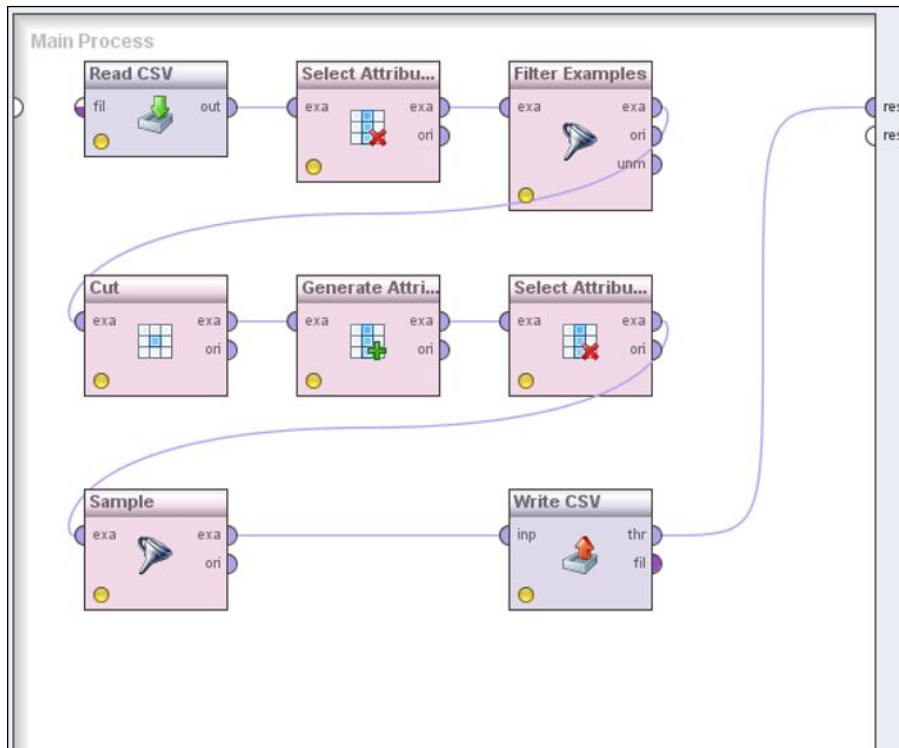 Main Process
Read CSV
fil
out
Select Attribu...
exa
exa
ori
Filter Examples
exa
exa
ori
unm
res
res
Cut
exa
exa
ori
Generate Attri...
exa
exa
ori
Select Attribu...
exa
exa
ori
Sample
exa
exa
ori
Write CSV
inp
thr
fil